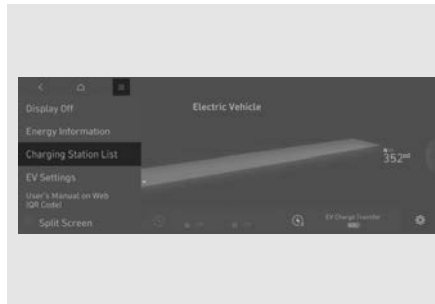 Display Off
Electric Vehicle
Energy Information
Charging Station List
352
EV Settings
User's Manual on Web
(QR Code)
Split Screen
EV Charge Transfer